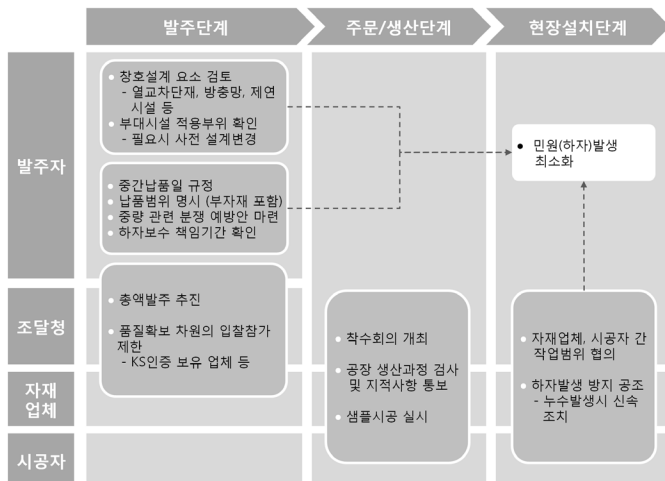 발주단계
주문/생산단계
현장설치단계
발주자
● 창호설계 요소 검토
- 열교차단재, 방충망, 제연
시설 등
● 부대시설 적용부위 확인
- 필요시 사전 설계변경
● 중간납품일 규정
● 납품범위 명시 (부자재 포함)
● 중량 관련 분쟁 예방안 마련
● 하자보수 책임기간 확인
● 민원(하자)발생
최소화
조달청
● 총액발주 추진
● 품질확보 차원의 입찰참가
제한
- KS인증 보유 업체 등
● 착수회의 개최
● 공장 생산과정 검사
및 지적사항 통보
● 샘플시공 실시
● 자재업체, 시공자 간
작업범위 협의
● 하자발생 방지 공조
- 누수발생시 신속
조치
자재
업체
시공자